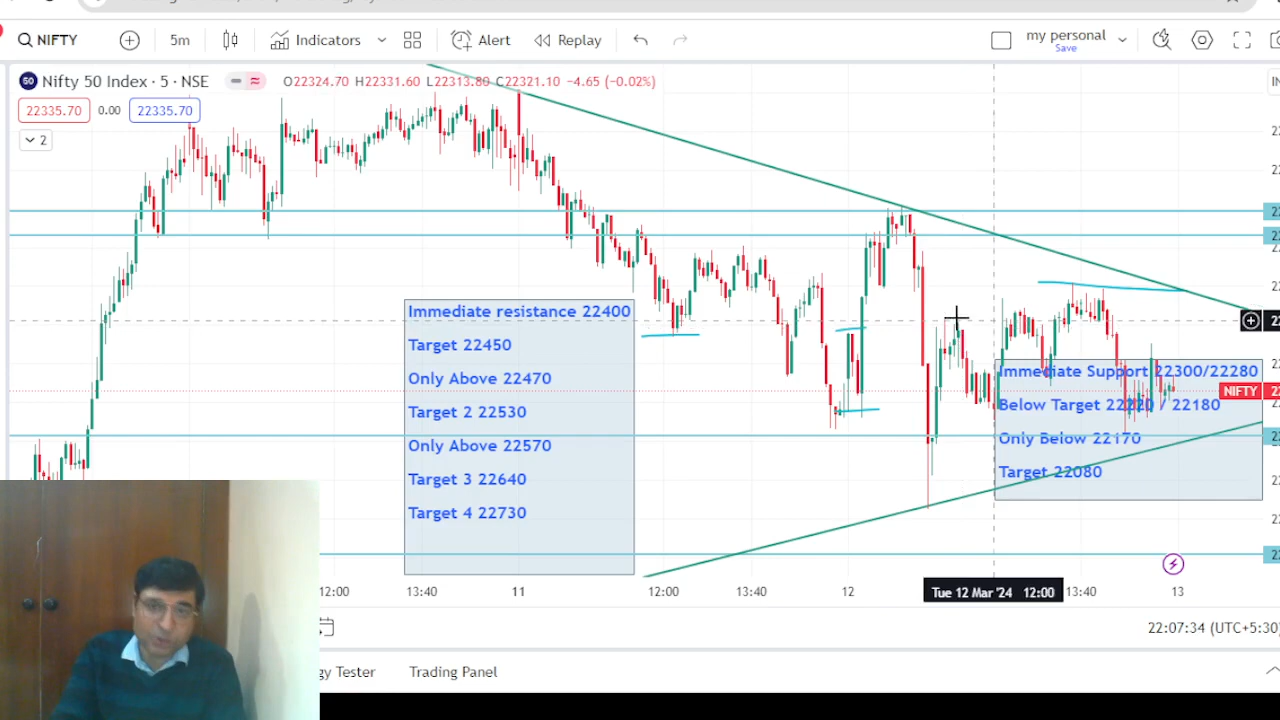 NIFTY 5m Indicators Alert Replay my personal
Save
50 Nifty 50 Index · 5 · NSE O22324.70 H22331.60 L22313.80 C22321.10 −4.65 (−0.02%)
22335.70 0.00 22335.70
2
Immediate resistance 22400
Target 22450
Only Above 22470
Target 2 22530
Only Above 22570
Target 3 22640
Target 4 22730
Immediate Support 22300/22280
Below Target 22220 / 22180
Only Below 22170
Target 22080
NIFTY
12:00 13:40 11 12:00 13:40 12 Tue 12 Mar '24 12:00 13:40 13
22:07:34 (UTC+5:30)
Tester Trading Panel